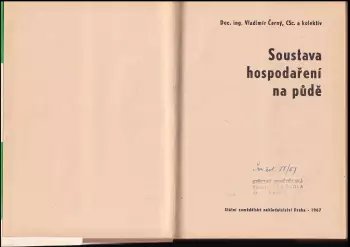 Doc. ing. Vladimír Černý, CSc. a kolektiv
Soustava
hospodaření
na půdě
Státní zemědělské nakladatelství Praha - 1967